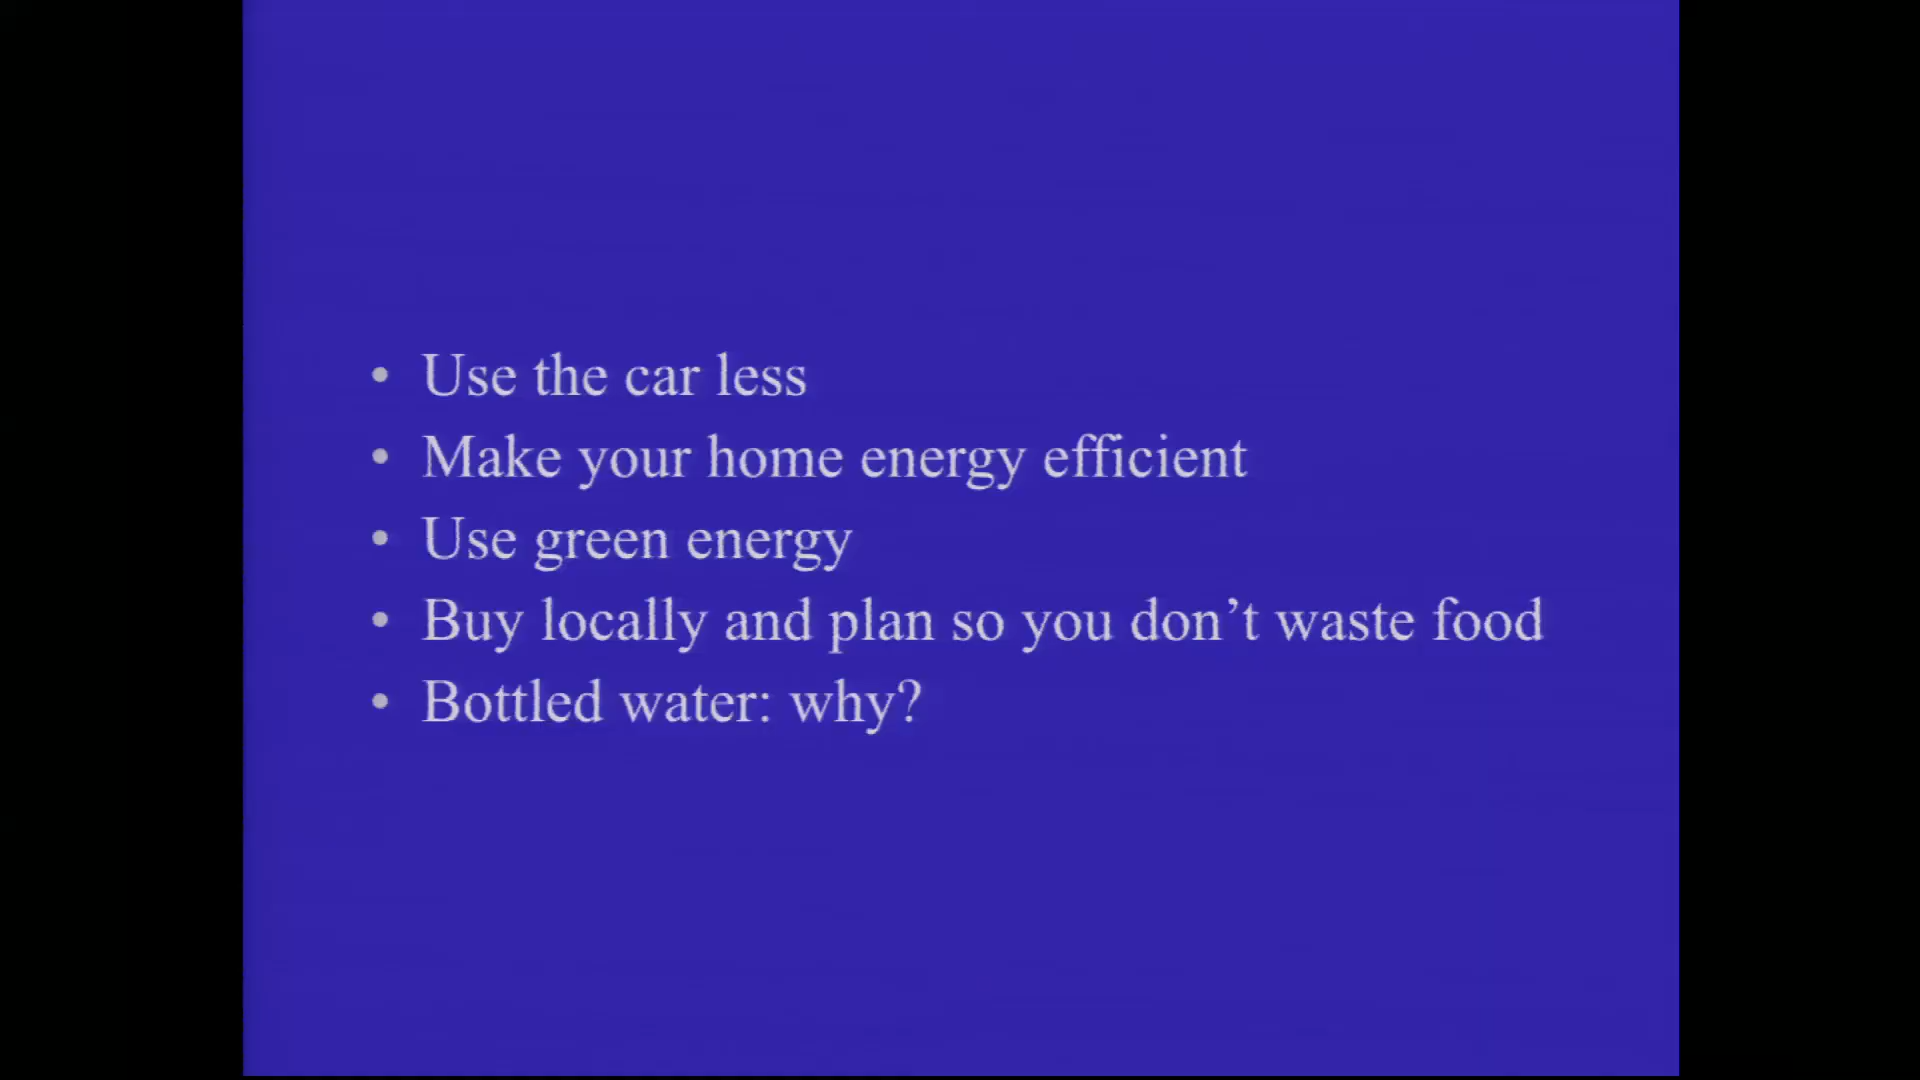 • Use the car less
• Make your home energy efficient
• Use green energy
• Buy locally and plan so you don’t waste food
• Bottled water: why?